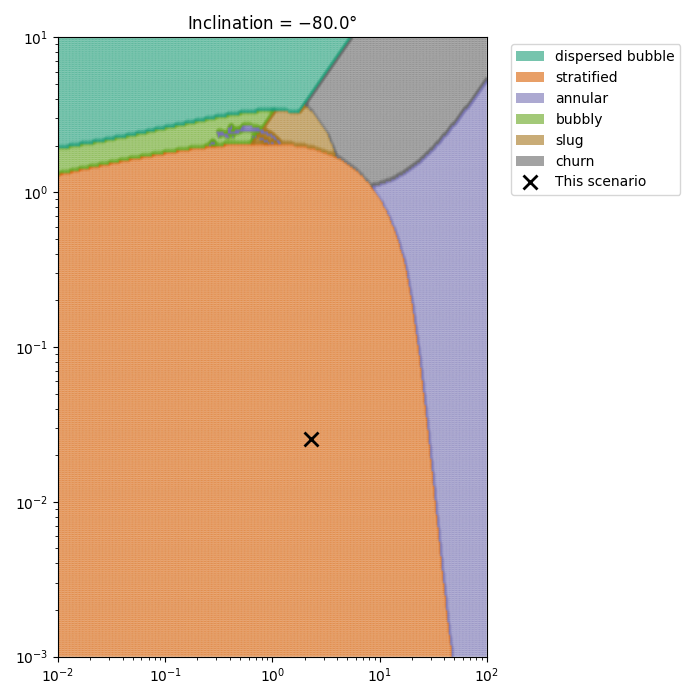 Inclination = −80.0°
10¹
10⁰
10⁻¹
10⁻²
10⁻³
10⁻²
10⁻¹
10⁰
10¹
10²
dispersed bubble
stratified
annular
bubbly
slug
churn
This scenario